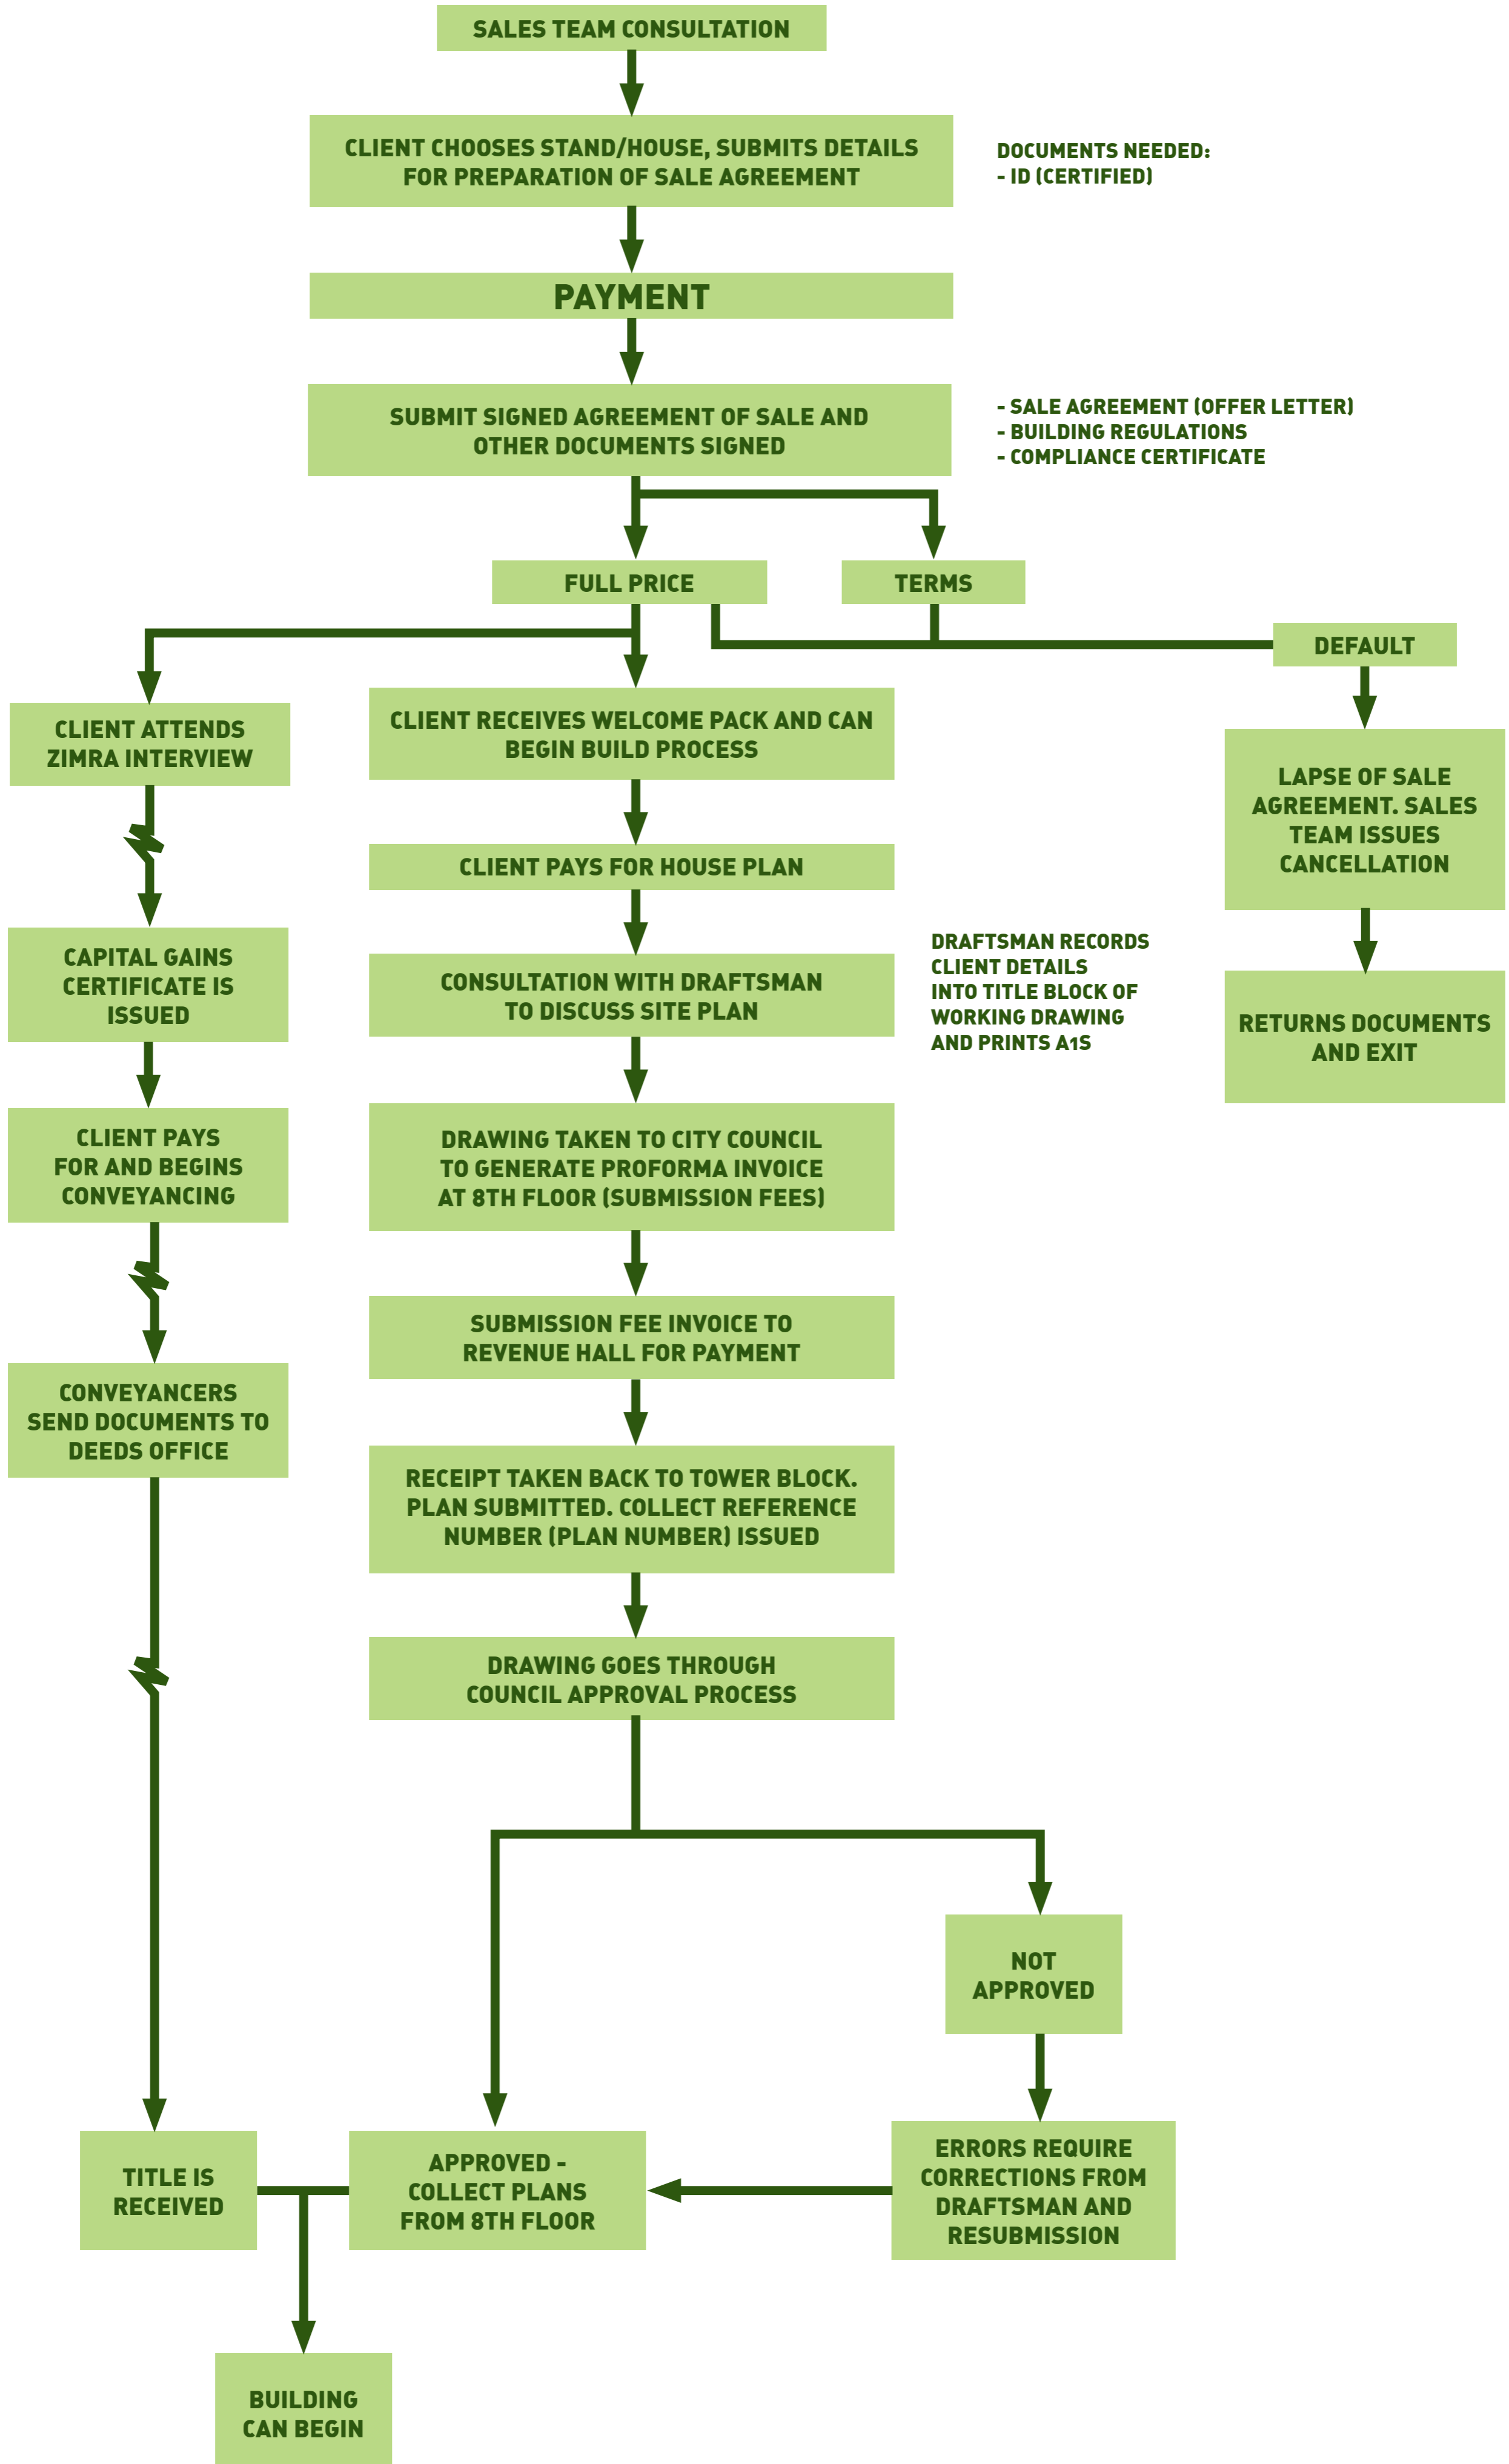 SALES TEAM CONSULTATION
CLIENT CHOOSES STAND/HOUSE, SUBMITS DETAILS
FOR PREPARATION OF SALE AGREEMENT
DOCUMENTS NEEDED:
- ID (CERTIFIED)
PAYMENT
SUBMIT SIGNED AGREEMENT OF SALE AND
OTHER DOCUMENTS SIGNED
- SALE AGREEMENT (OFFER LETTER)
- BUILDING REGULATIONS
- COMPLIANCE CERTIFICATE
FULL PRICE
TERMS
DEFAULT
CLIENT ATTENDS
ZIMRA INTERVIEW
CAPITAL GAINS
CERTIFICATE IS
ISSUED
CLIENT PAYS
FOR AND BEGINS
CONVEYANCING
CONVEYANCERS
SEND DOCUMENTS TO
DEEDS OFFICE
CLIENT RECEIVES WELCOME PACK AND CAN
BEGIN BUILD PROCESS
CLIENT PAYS FOR HOUSE PLAN
CONSULTATION WITH DRAFTSMAN
TO DISCUSS SITE PLAN
DRAFTSMAN RECORDS
CLIENT DETAILS
INTO TITLE BLOCK OF
WORKING DRAWING
AND PRINTS A1S
DRAWING TAKEN TO CITY COUNCIL
TO GENERATE PROFORMA INVOICE
AT 8TH FLOOR (SUBMISSION FEES)
SUBMISSION FEE INVOICE TO
REVENUE HALL FOR PAYMENT
RECEIPT TAKEN BACK TO TOWER BLOCK.
PLAN SUBMITTED. COLLECT REFERENCE
NUMBER (PLAN NUMBER) ISSUED
DRAWING GOES THROUGH
COUNCIL APPROVAL PROCESS
LAPSE OF SALE
AGREEMENT. SALES
TEAM ISSUES
CANCELLATION
RETURNS DOCUMENTS
AND EXIT
NOT
APPROVED
ERRORS REQUIRE
CORRECTIONS FROM
DRAFTSMAN AND
RESUBMISSION
TITLE IS
RECEIVED
APPROVED -
COLLECT PLANS
FROM 8TH FLOOR
BUILDING
CAN BEGIN